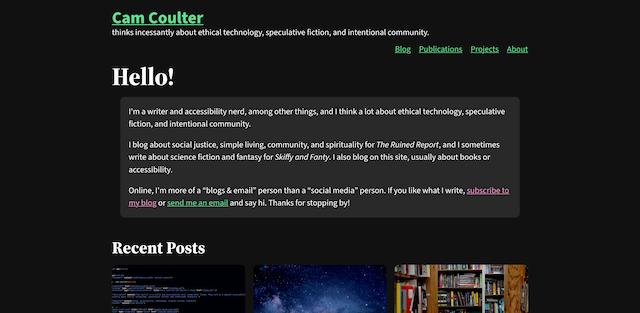 Cam Coulter
thinks incessantly about ethical technology, speculative fiction, and intentional community.
Blog Publications Projects About
Hello!
I'm a writer and accessibility nerd, among other things, and I think a lot about ethical technology, speculative
fiction, and intentional community.
I blog about social justice, simple living, community, and spirituality for The Ruined Report, and I sometimes
write about science fiction and fantasy for Skiffy and Fanty. I also blog on this site, usually about books or
accessibility.
Online, I'm more of a “blogs & email” person than a “social media” person. If you like what I write, subscribe to
my blog or send me an email and say hi. Thanks for stopping by!
Recent Posts